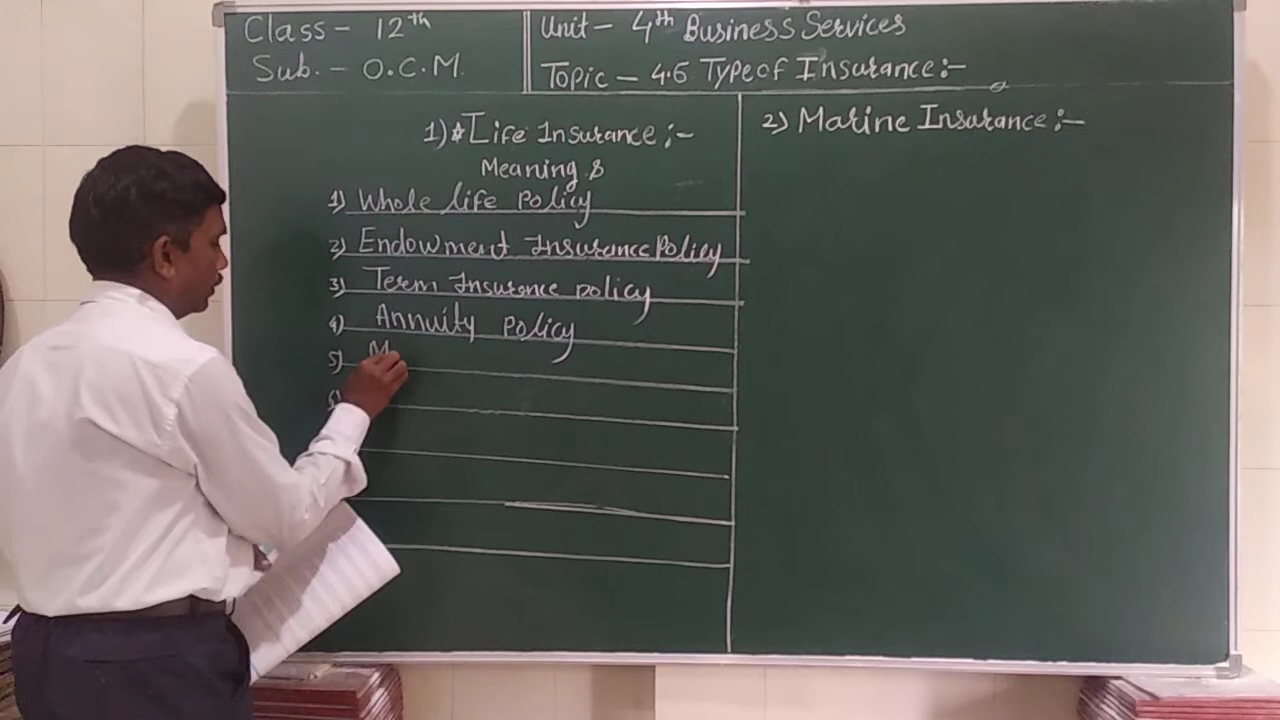 Class - 12th
Sub. - O.C.M.
Unit - 4th Business Services
Topic - 4.6 Type of Insurance :-
1) * Life Insurance ;-
Meaning &
1) Whole life policy
2) Endowment Insurance Policy
3) Term Insurance policy
4) Annuity policy
5) M
2) Marine Insurance ;-